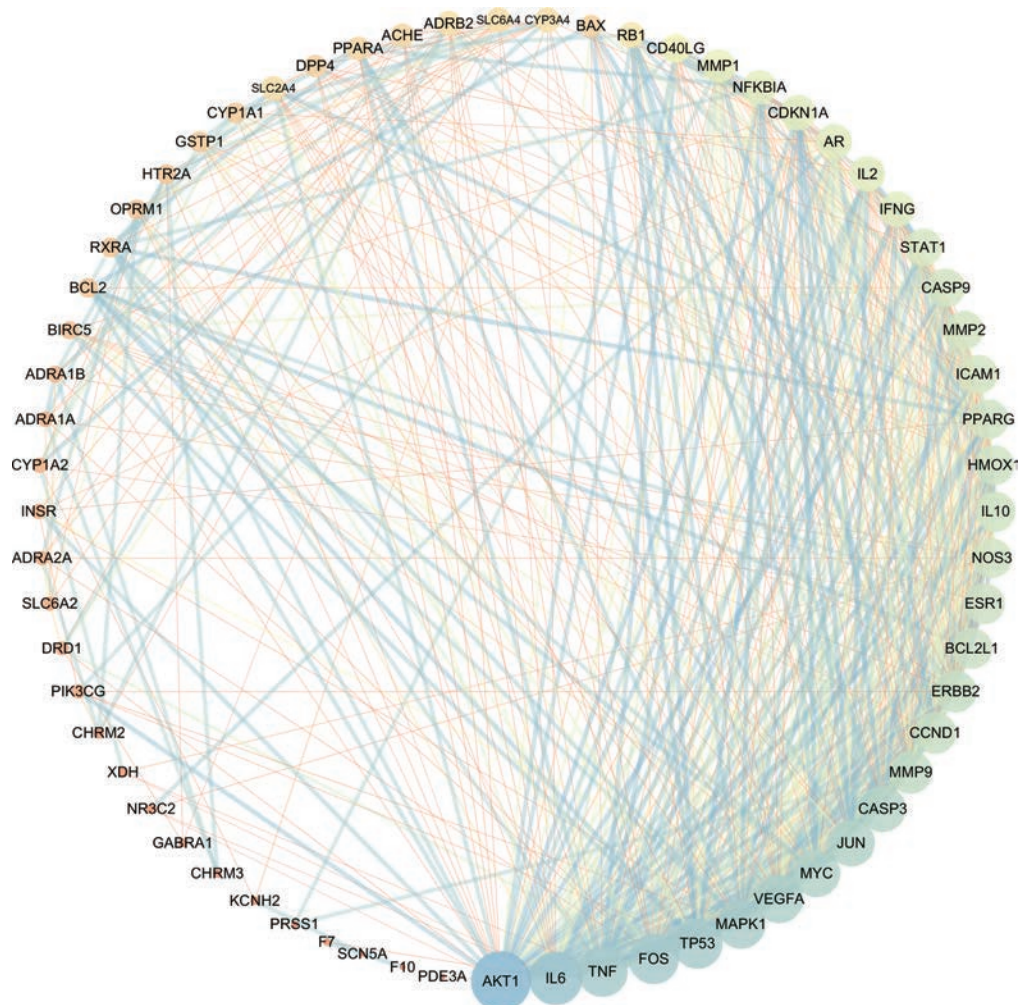 SLC6A4
CYP3A4
BAX
RB1
CD40LG
MMP1
NFKBIA
CDKN1A
AR
IL2
IFNG
STAT1
CASP9
MMP2
ICAM1
PPARG
HMOX1
IL10
NOS3
ESR1
BCL2L1
ERBB2
CCND1
MMP9
CASP3
JUN
MYC
VEGFA
MAPK1
TP53
FOS
TNF
IL6
AKT1
PDE3A
F10
SCN5A
F7
PRSS1
KCNH2
CHRM3
GABRA1
NR3C2
XDH
CHRM2
PIK3CG
DRD1
SLC6A2
ADRA2A
INSR
CYP1A2
ADRA1A
ADRA1B
BIRC5
BCL2
RXRA
OPRM1
HTR2A
GSTP1
CYP1A1
SLC2A4
DPP4
PPARA
ACHE
ADRB2